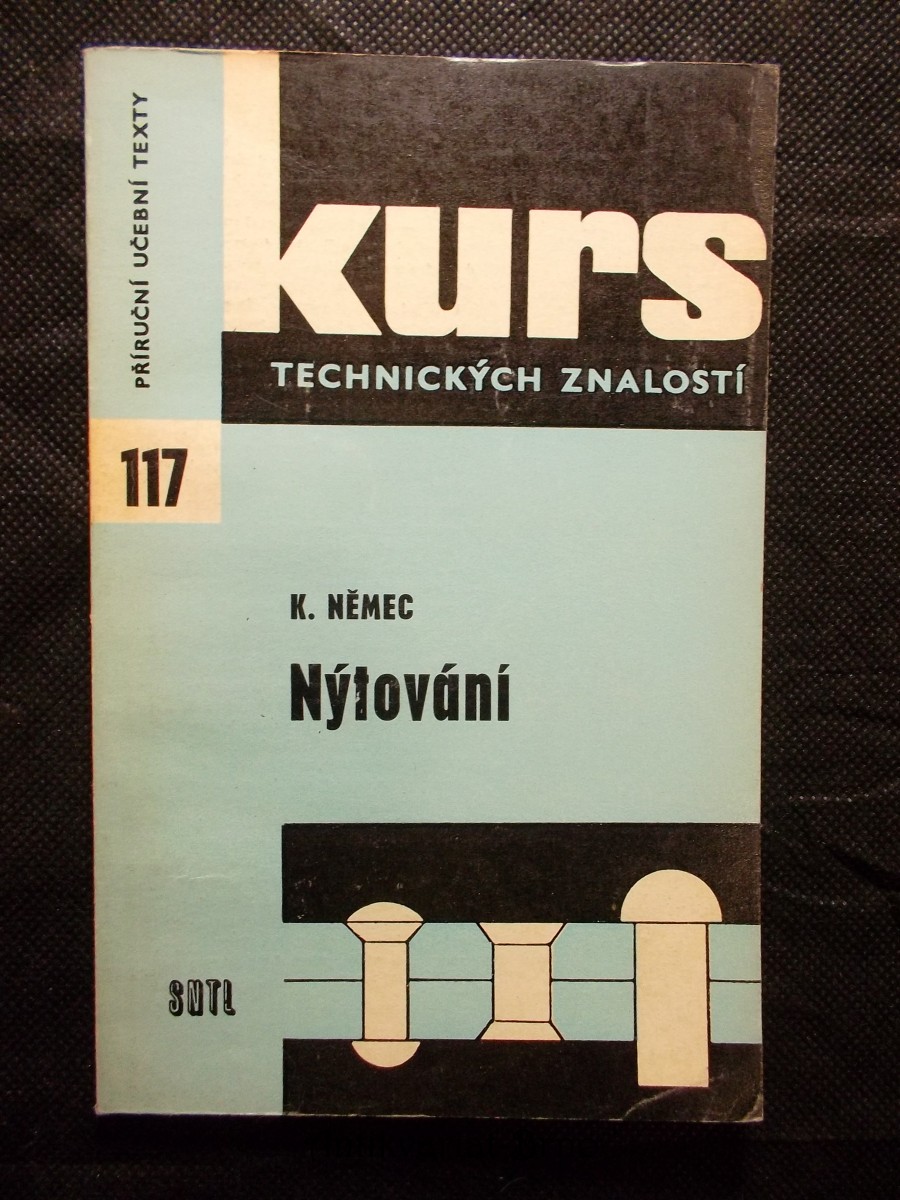 PŘÍRUČNÍ UČEBNÍ TEXTY
kurs
TECHNICKÝCH ZNALOSTÍ
117
K. NĚMEC
Nýtování
SNTL